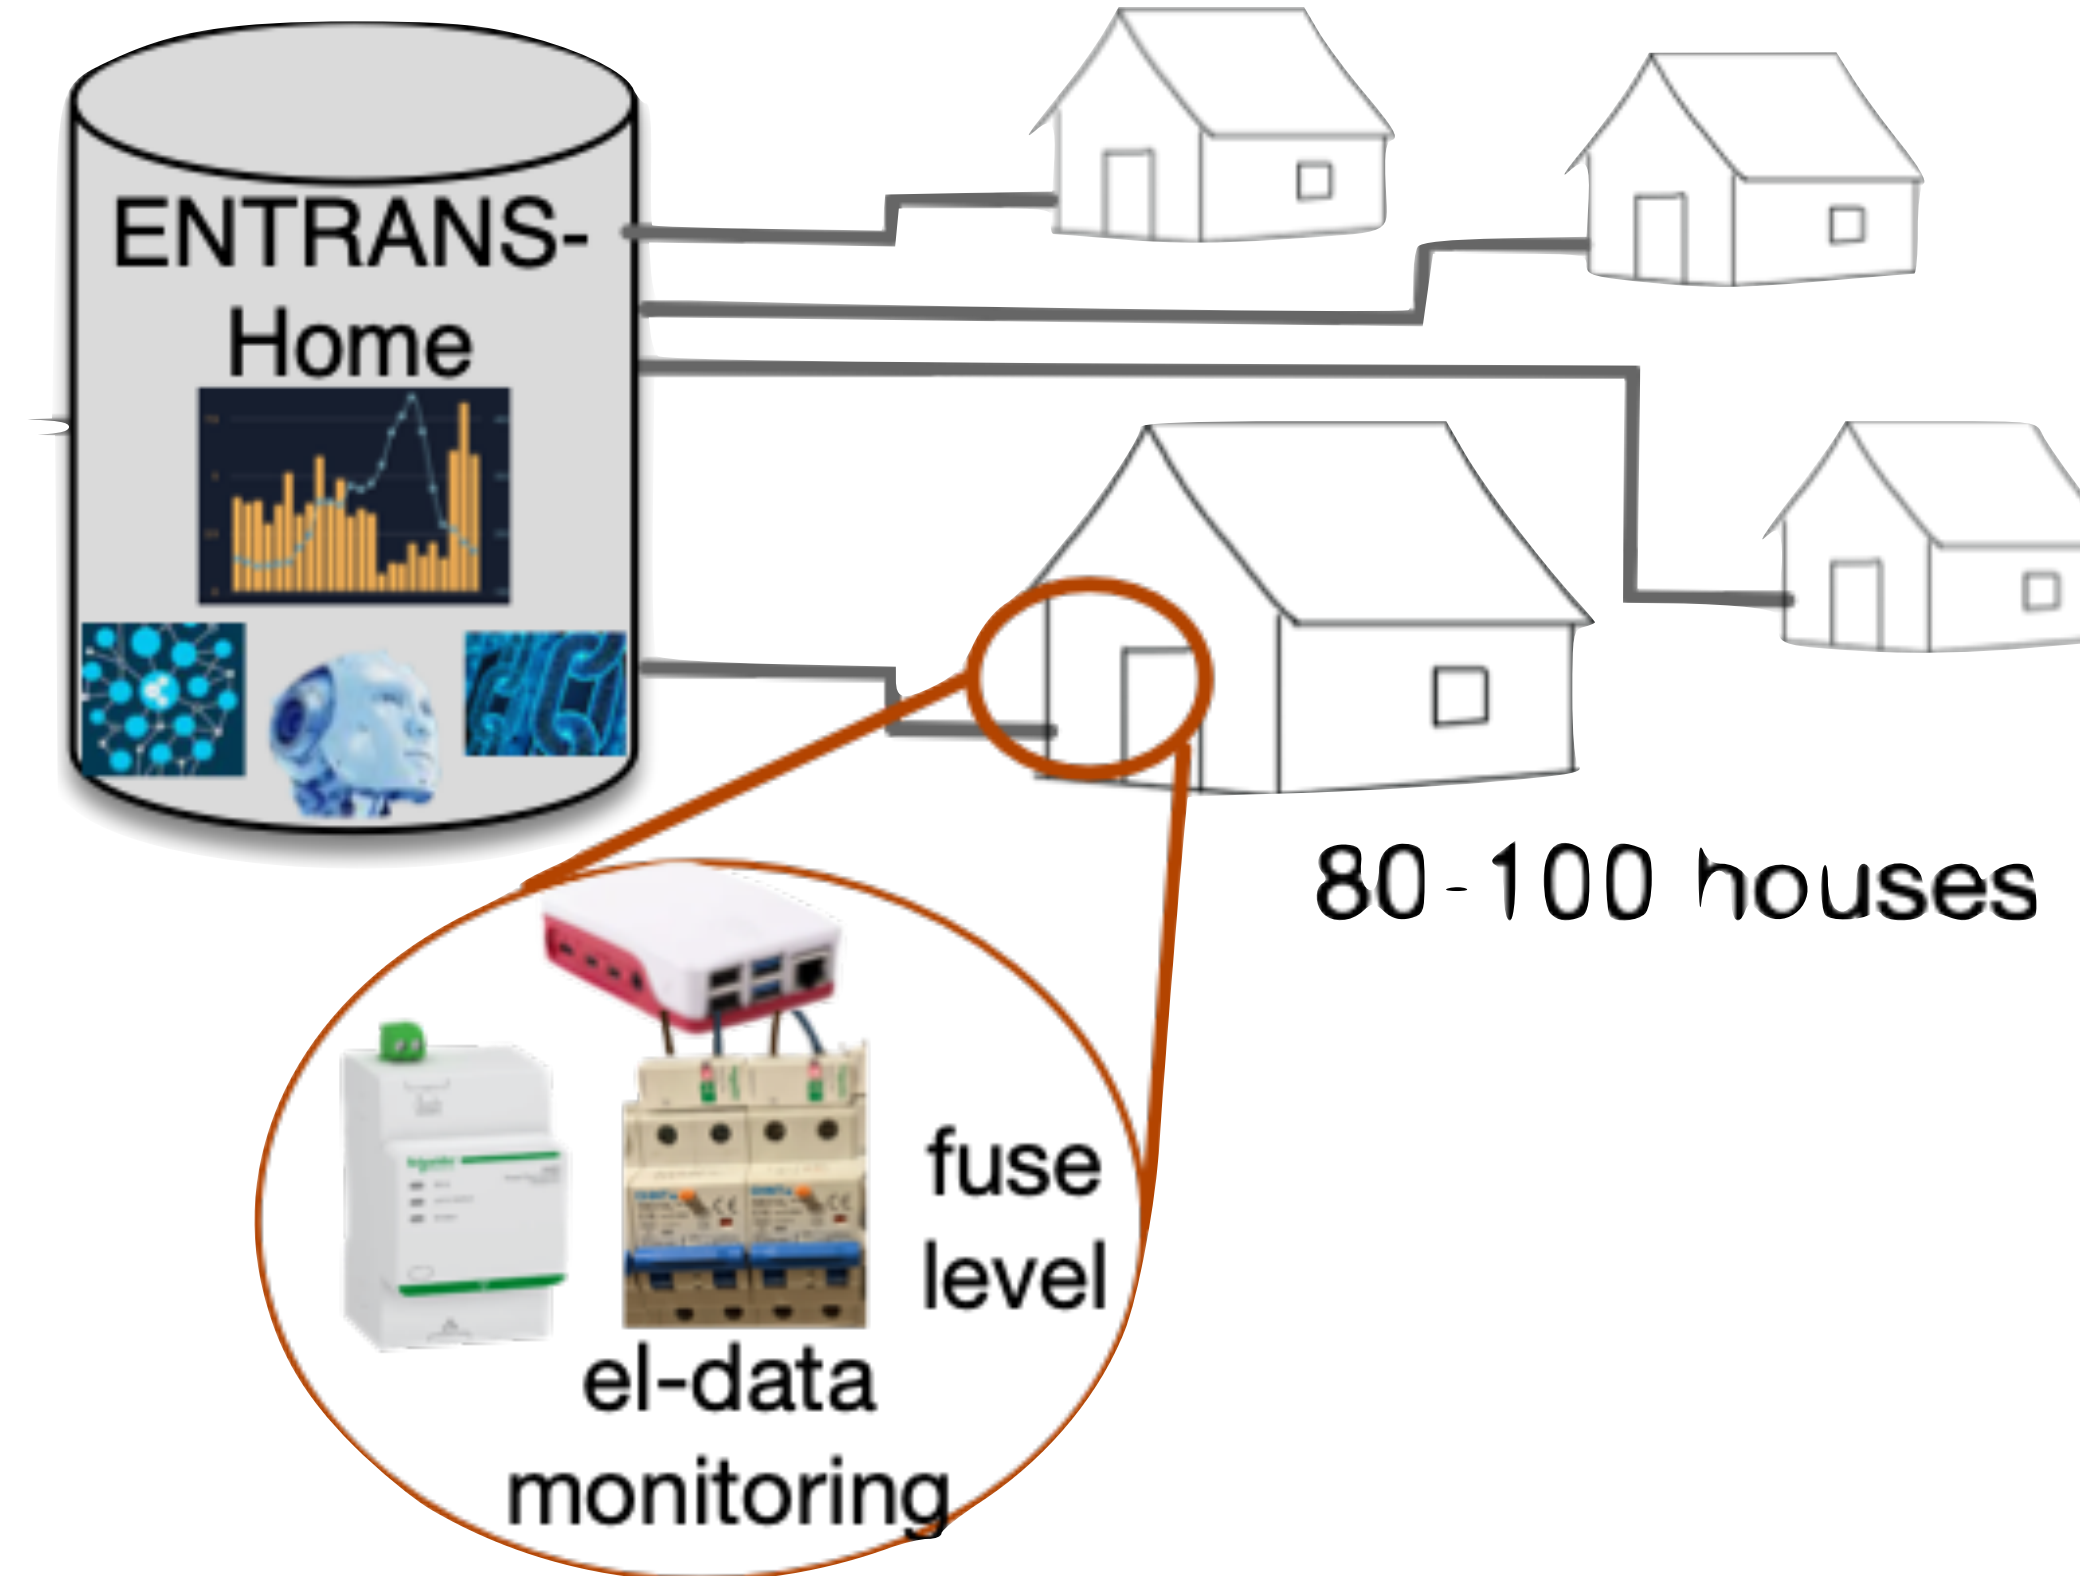 ENTRANS-
Home
80-100 houses
fuse
level
el-data
monitoring